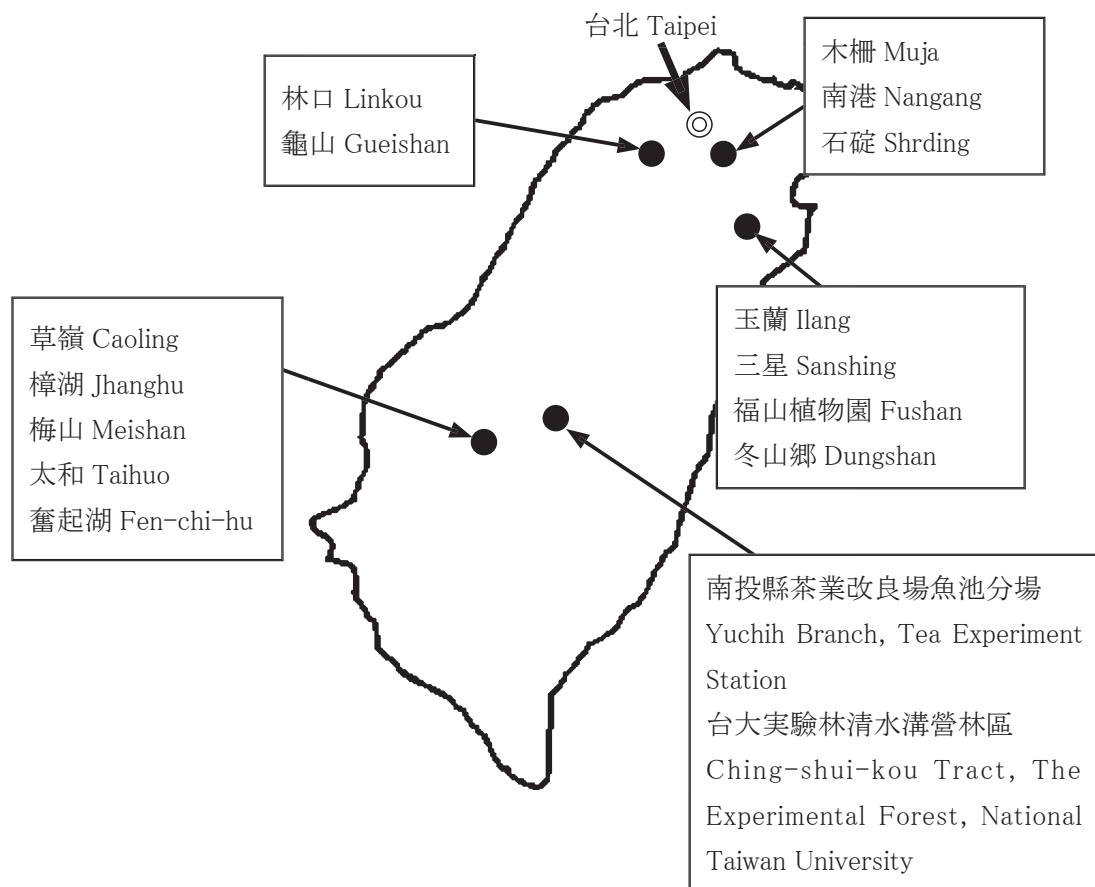 台北 Taipei
林口 Linkou
龜山 Gueishan
木柵 Muja
南港 Nangang
石碇 Shrding
草嶺 Caoling
樟湖 Jhanghu
梅山 Meishan
太和 Taihuo
奮起湖 Fen-chi-hu
玉蘭 Ilang
三星 Sanshing
福山植物園 Fushan
冬山郷 Dungshan
南投縣茶業改良場魚池分場
Yuchih Branch, Tea Experiment
Station
台大実驗林清水溝營林區
Ching-shui-kou Tract, The
Experimental Forest, National
Taiwan University